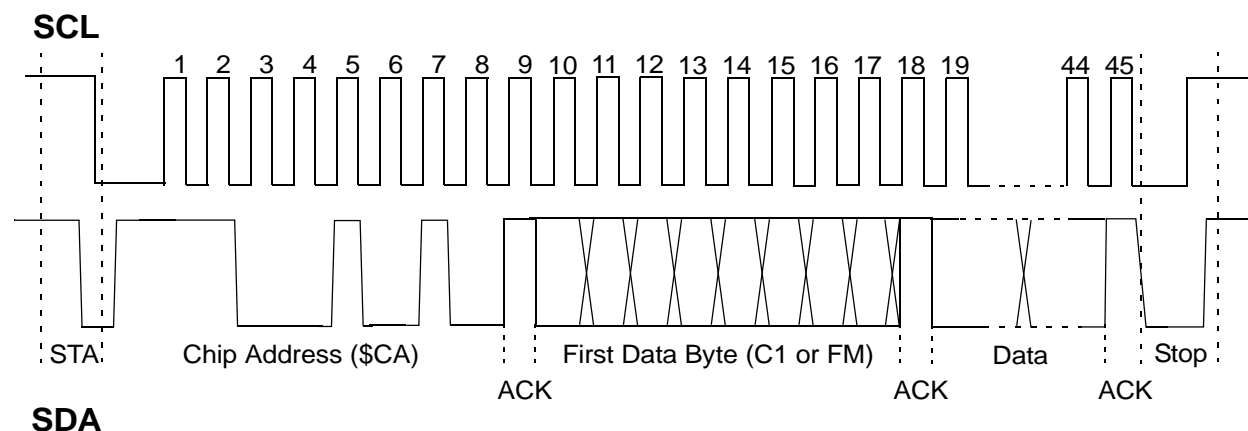 SCL
1 2 3 4 5 6 7 8 9 10 11 12 13 14 15 16 17 18 19 44 45
STA Chip Address ($CA) First Data Byte (C1 or FM) Data Stop
ACK ACK ACK
SDA